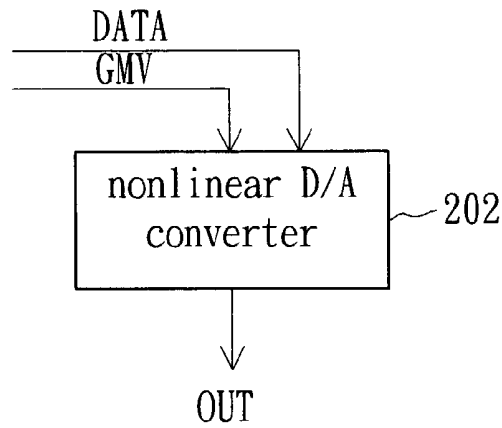 DATA
GMV
nonlinear D/A
converter
202
OUT